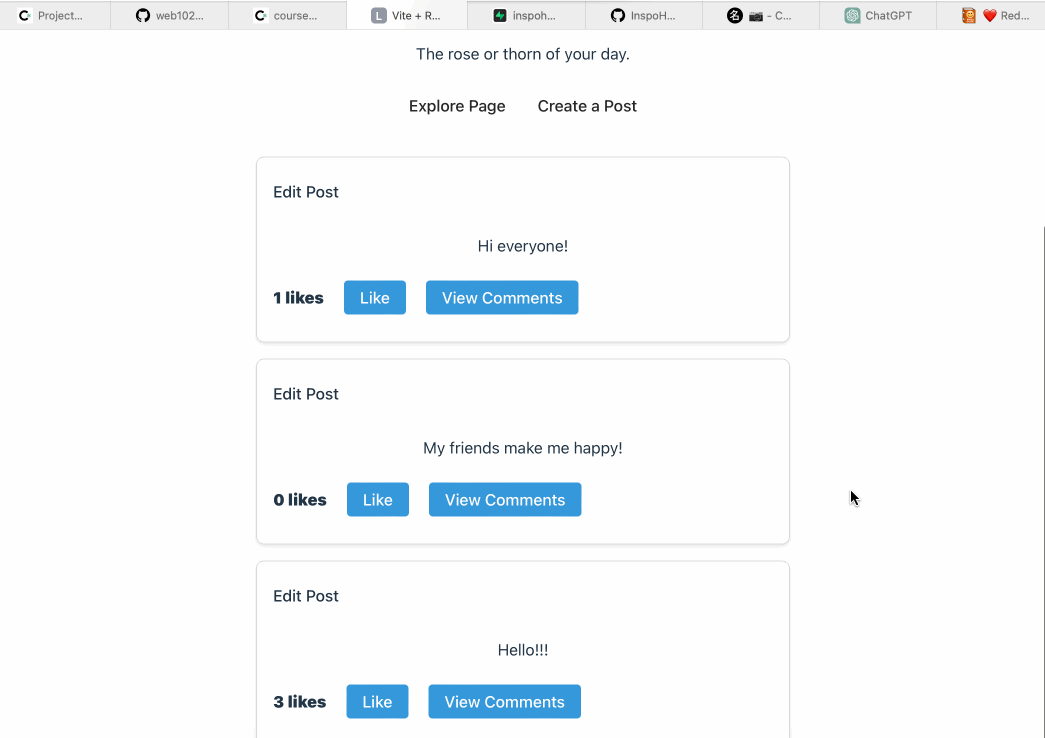 Project... web102... course... Vite + R... inspoh... InspoH... 名 - C... ChatGPT Red...
The rose or thorn of your day.
Explore Page Create a Post
Edit Post
Hi everyone!
1 likes Like View Comments
Edit Post
My friends make me happy!
0 likes Like View Comments
Edit Post
Hello!!!
3 likes Like View Comments